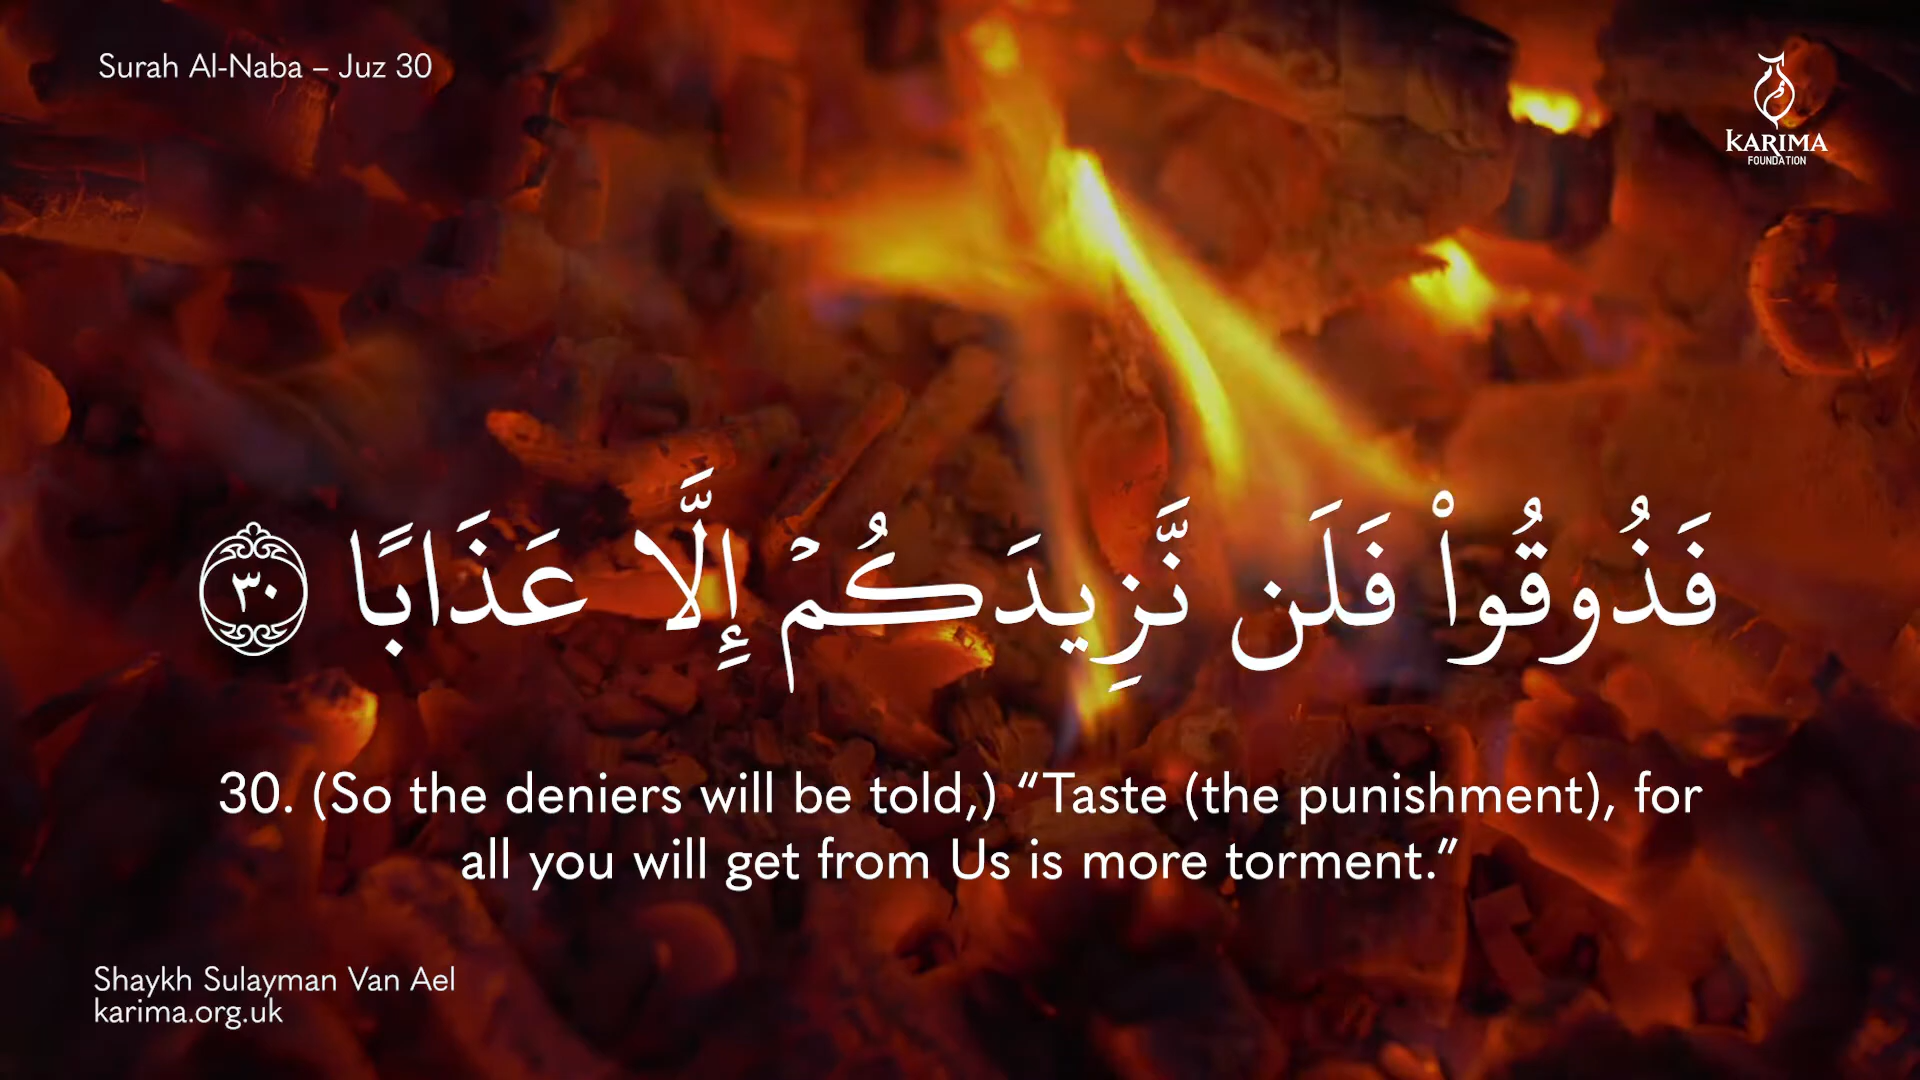 Surah Al-Naba – Juz 30
KARIMA
FOUNDATION
فَذُوقُوا۟ فَلَن نَّزِيدَكُمْ إِلَّا عَذَابًا ٣٠
30. (So the deniers will be told,) “Taste (the punishment), for
all you will get from Us is more torment.”
Shaykh Sulayman Van Ael
karima.org.uk